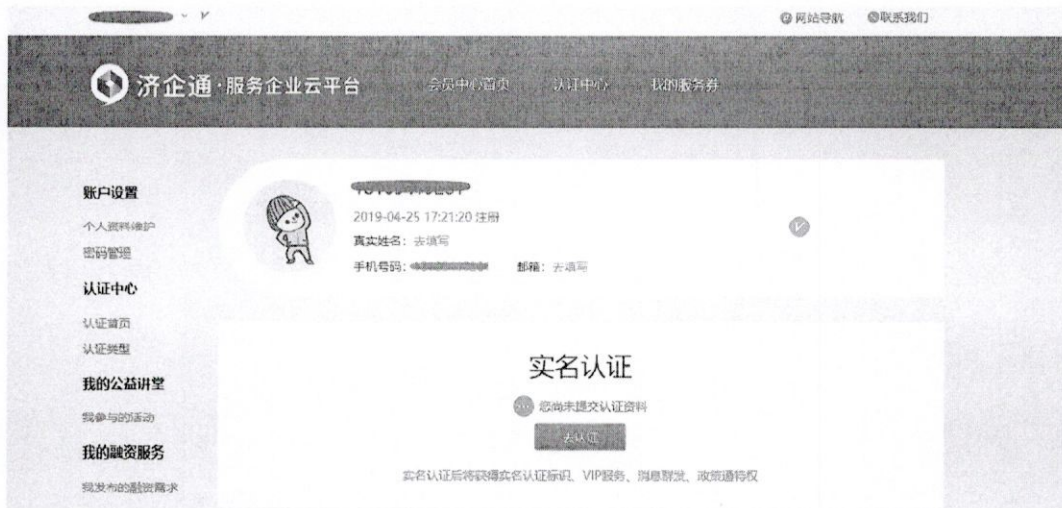 网站导航 联系我们
济企通·服务企业云平台 会员中心首页 认证中心 我的服务券
账户设置
个人资料维护
密码管理
认证中心
认证首页
认证类型
我的公益讲堂
我参与的活动
我的融资服务
我发布的融资需求
2019-04-25 17:21:20 注册
真实姓名：去填写
手机号码： 邮箱：去填写
实名认证
您尚未提交认证资料
去认证
实名认证后将获得实名认证标识、VIP服务、消息群发、政策通特权